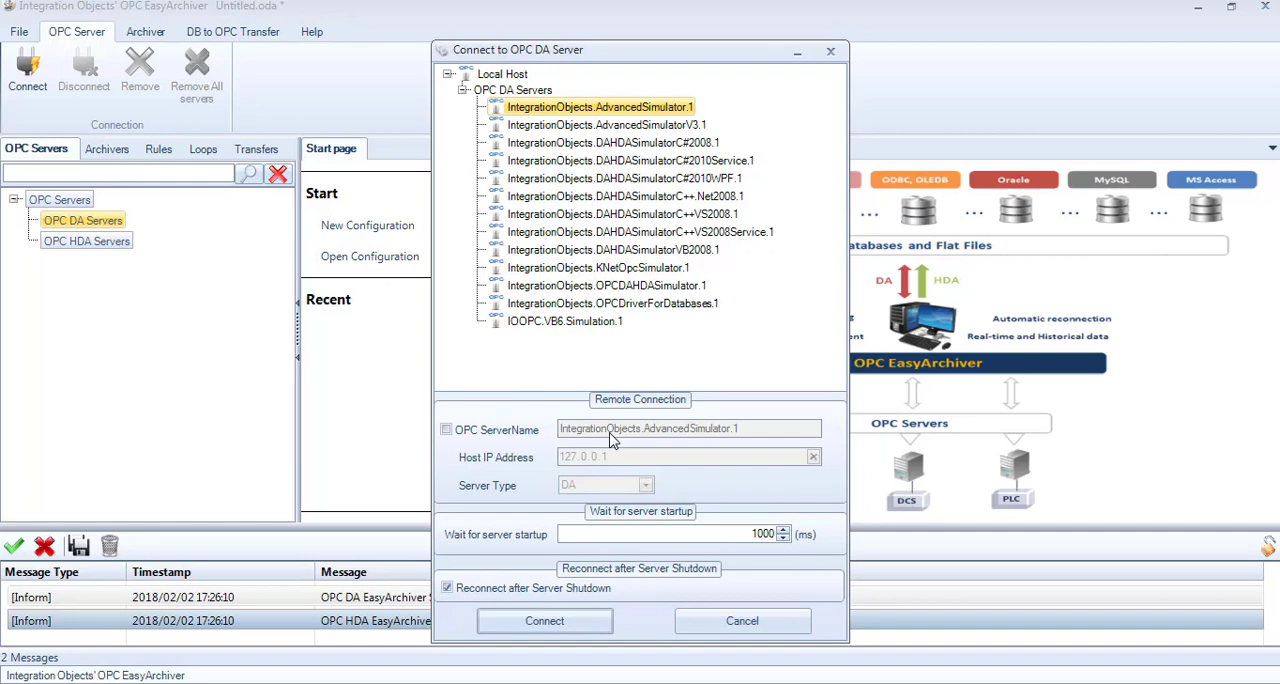 Integration Objects' OPC EasyArchiver Untitled.oda *
File OPC Server Archiver DB to OPC Transfer Help
Connect Disconnect Remove Remove All servers
Connection
OPC Servers Archivers Rules Loops Transfers
OPC Servers
OPC DA Servers
OPC HDA Servers
Start page
Start
New Configuration
Open Configuration
Recent
Connect to OPC DA Server
Local Host
OPC DA Servers
IntegrationObjects.AdvancedSimulator.1
IntegrationObjects.AdvancedSimulatorV3.1
IntegrationObjects.DAHDASimulatorC#2008.1
IntegrationObjects.DAHDASimulatorC#2010Service.1
IntegrationObjects.DAHDASimulatorC#2010WPF.1
IntegrationObjects.DAHDASimulatorC++.Net2008.1
IntegrationObjects.DAHDASimulatorC++VS2008.1
IntegrationObjects.DAHDASimulatorC++VS2008Service.1
IntegrationObjects.DAHDASimulatorVB2008.1
IntegrationObjects.KNetOpcSimulator.1
IntegrationObjects.OPCDAHDASimulator.1
IntegrationObjects.OPCDriverForDatabases.1
IOOPC.VB6.Simulation.1
Remote Connection
OPC ServerName IntegrationObjects.AdvancedSimulator.1
Host IP Address 127.0.0.1
Server Type DA
Wait for server startup
Wait for server startup 1000 (ms)
Reconnect after Server Shutdown
Reconnect after Server Shutdown
Connect Cancel
ODBC, OLEDB Oracle MySQL MS Access
... ... ... ...
atabases and Flat Files
DA HDA
Automatic reconnection
Real-time and Historical data
OPC EasyArchiver
OPC Servers
DCS PLC
Message Type Timestamp Message
[Inform] 2018/02/02 17:26:10 OPC DA EasyArchiver
[Inform] 2018/02/02 17:26:10 OPC HDA EasyArchive
2 Messages
Integration Objects' OPC EasyArchiver